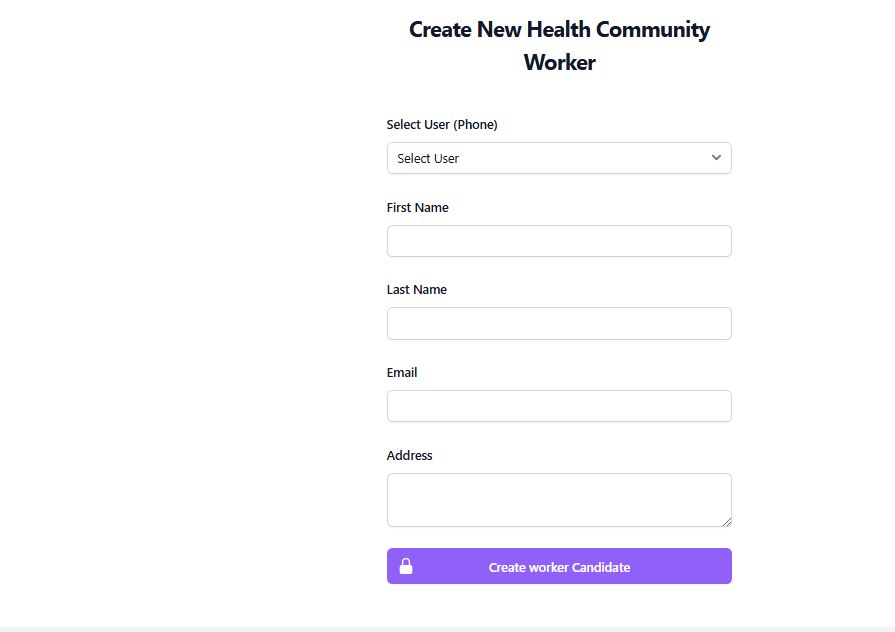 Create New Health Community
Worker
Select User (Phone)
Select User
First Name
Last Name
Email
Address
Create worker Candidate